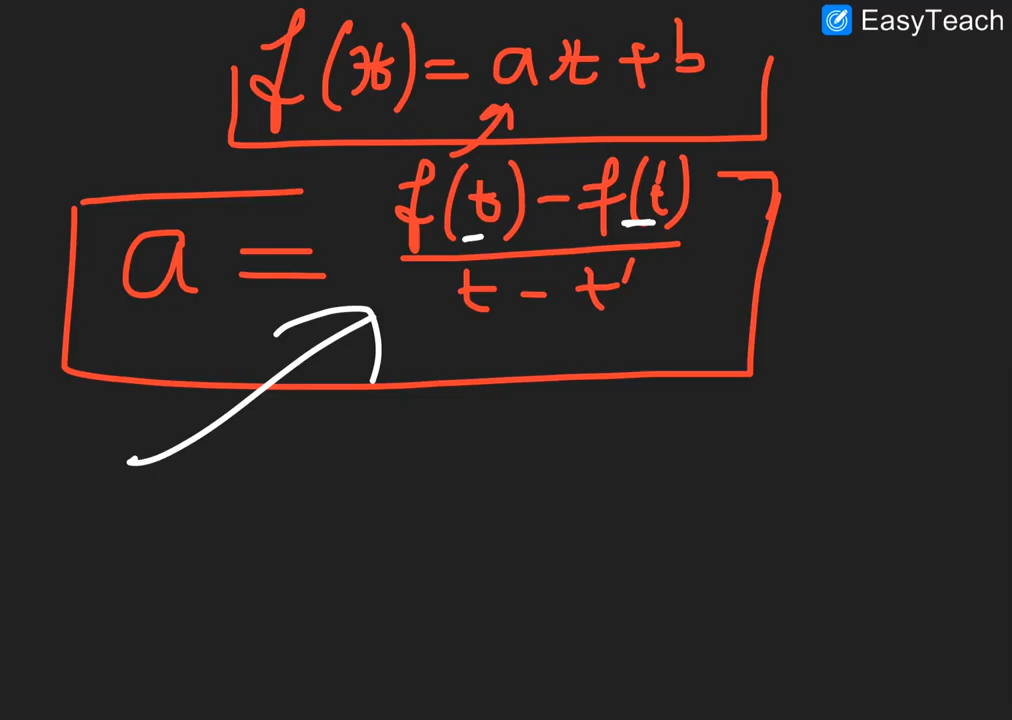 EasyTeach
f(x) = ax + b
a = f(t) - f(t') / t - t'